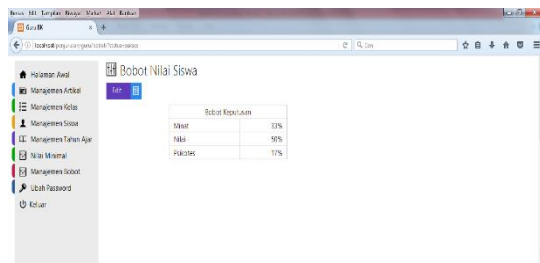 Guru BK
Cari
Halaman Awal
Manajemen Artikel
Manajemen Kelas
Manajemen Siswa
Manajemen Tahun Ajar
Nilai Minimal
Manajemen Bobot
Ubah Password
Keluar
Bobot Nilai Siswa
Edit
Bobot Keputusan
Minat 33%
Nilai 50%
Psikotes 17%